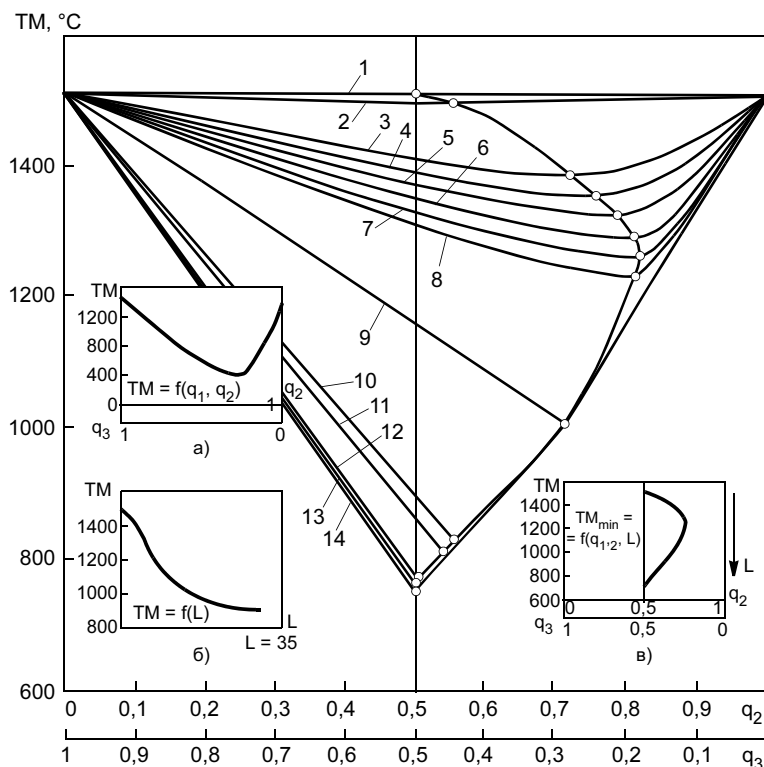 TM, °C
1
2
3
4
5
6
7
8
9
10
11
12
13
14
1400
1200
1000
800
600
TM
1200
800
400
0
TM = f(q₁, q₂)
q₂
1
q₃
1
0
а)
TM
1400
1200
1000
800
TM = f(L)
L
L = 35
б)
TM
1400
1200
1000
800
600
TMmin =
= f(q₁,₂, L)
L
0 0,5 1 q₂
q₃ 1 0,5 0
в)
0 0,1 0,2 0,3 0,4 0,5 0,6 0,7 0,8 0,9 q₂
1 0,9 0,8 0,7 0,6 0,5 0,4 0,3 0,2 0,1 q₃